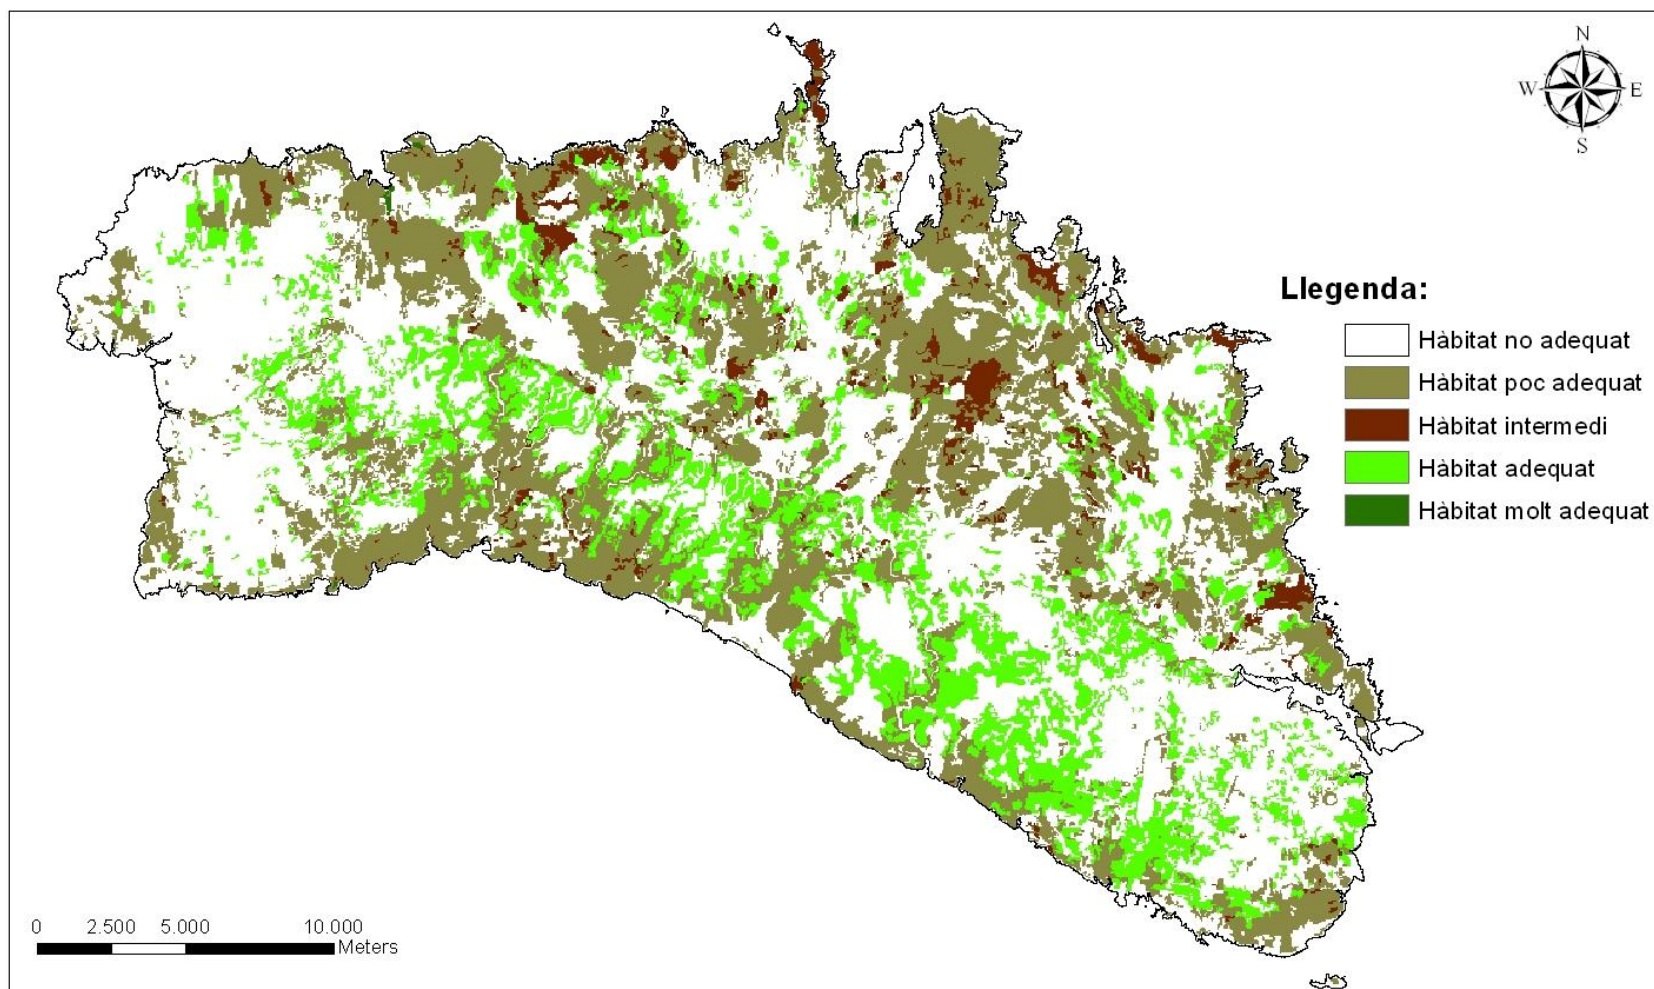 N
W E
S
Llegenda:
Hàbitat no adequat
Hàbitat poc adequat
Hàbitat intermedi
Hàbitat adequat
Hàbitat molt adequat
0 2.500 5.000 10.000
Meters